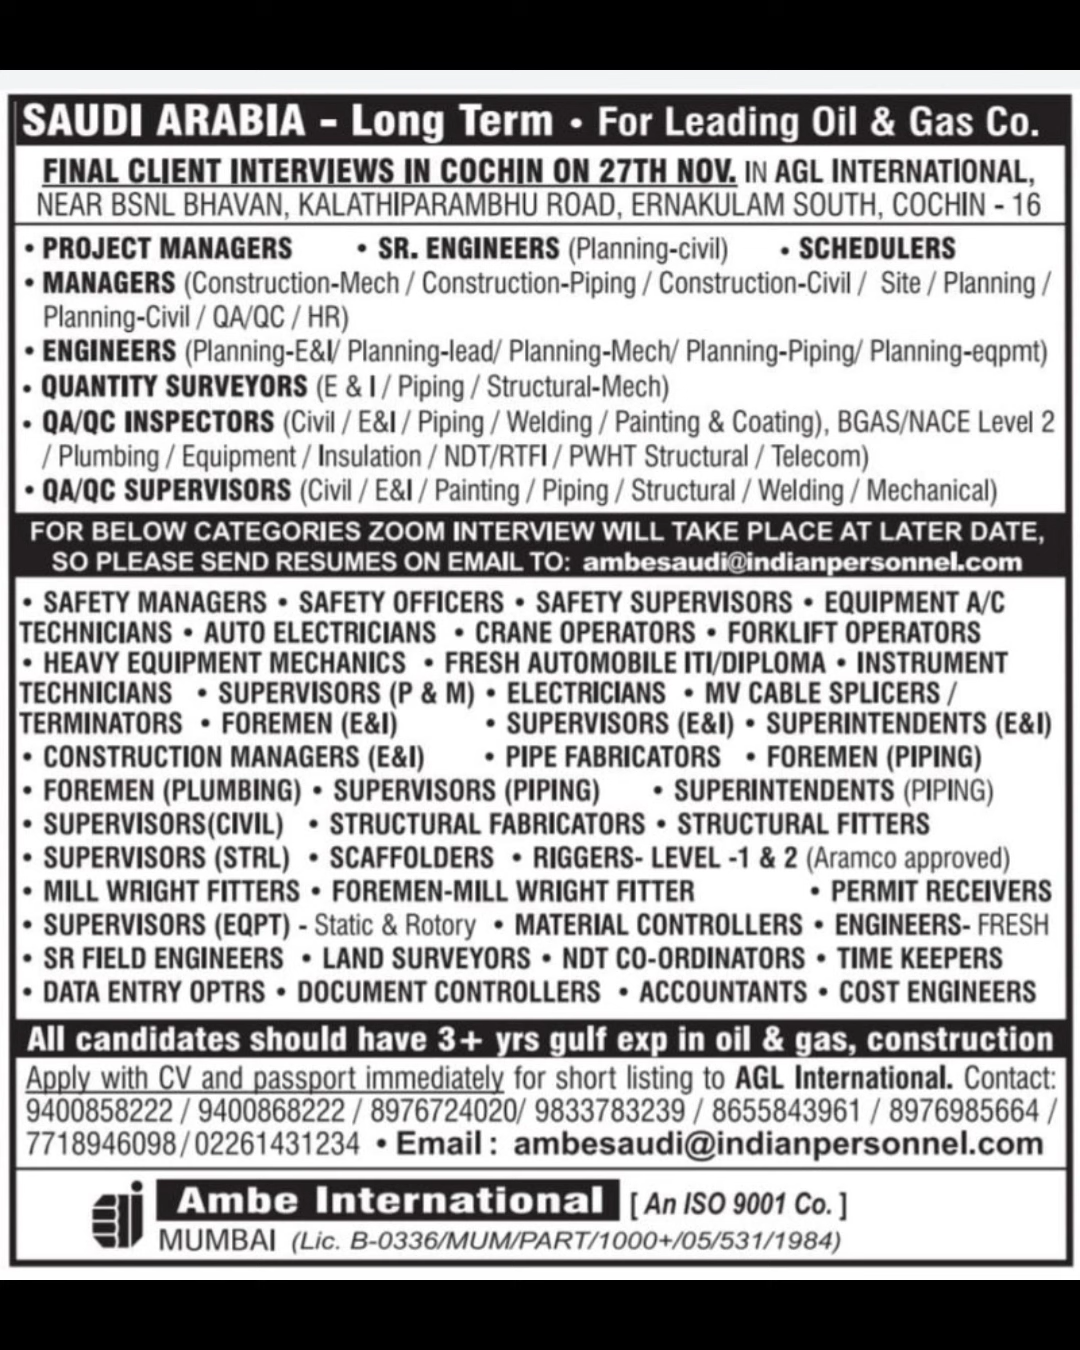 SAUDI ARABIA - Long Term • For Leading Oil & Gas Co.
FINAL CLIENT INTERVIEWS IN COCHIN ON 27TH NOV. IN AGL INTERNATIONAL,
NEAR BSNL BHAVAN, KALATHIPARAMBHU ROAD, ERNAKULAM SOUTH, COCHIN - 16
• PROJECT MANAGERS • SR. ENGINEERS (Planning-civil) • SCHEDULERS
• MANAGERS (Construction-Mech / Construction-Piping / Construction-Civil / Site / Planning /
Planning-Civil / QA/QC / HR)
• ENGINEERS (Planning-E&I/ Planning-lead/ Planning-Mech/ Planning-Piping/ Planning-eqpmt)
• QUANTITY SURVEYORS (E & I / Piping / Structural-Mech)
• QA/QC INSPECTORS (Civil / E&I / Piping / Welding / Painting & Coating), BGAS/NACE Level 2
/ Plumbing / Equipment / Insulation / NDT/RTFI / PWHT Structural / Telecom)
• QA/QC SUPERVISORS (Civil / E&I / Painting / Piping / Structural / Welding / Mechanical)
FOR BELOW CATEGORIES ZOOM INTERVIEW WILL TAKE PLACE AT LATER DATE,
SO PLEASE SEND RESUMES ON EMAIL TO: ambesaudi@indianpersonnel.com
• SAFETY MANAGERS • SAFETY OFFICERS • SAFETY SUPERVISORS • EQUIPMENT A/C
TECHNICIANS • AUTO ELECTRICIANS • CRANE OPERATORS • FORKLIFT OPERATORS
• HEAVY EQUIPMENT MECHANICS • FRESH AUTOMOBILE ITI/DIPLOMA • INSTRUMENT
TECHNICIANS • SUPERVISORS (P & M) • ELECTRICIANS • MV CABLE SPLICERS /
TERMINATORS • FOREMEN (E&I) • SUPERVISORS (E&I) • SUPERINTENDENTS (E&I)
• CONSTRUCTION MANAGERS (E&I) • PIPE FABRICATORS • FOREMEN (PIPING)
• FOREMEN (PLUMBING) • SUPERVISORS (PIPING) • SUPERINTENDENTS (PIPING)
• SUPERVISORS(CIVIL) • STRUCTURAL FABRICATORS • STRUCTURAL FITTERS
• SUPERVISORS (STRL) • SCAFFOLDERS • RIGGERS- LEVEL -1 & 2 (Aramco approved)
• MILL WRIGHT FITTERS • FOREMEN-MILL WRIGHT FITTER • PERMIT RECEIVERS
• SUPERVISORS (EQPT) - Static & Rotory • MATERIAL CONTROLLERS • ENGINEERS- FRESH
• SR FIELD ENGINEERS • LAND SURVEYORS • NDT CO-ORDINATORS • TIME KEEPERS
• DATA ENTRY OPTRS • DOCUMENT CONTROLLERS • ACCOUNTANTS • COST ENGINEERS
All candidates should have 3+ yrs gulf exp in oil & gas, construction
Apply with CV and passport immediately for short listing to AGL International. Contact:
9400858222 / 9400868222 / 8976724020/ 9833783239 / 8655843961 / 8976985664 /
7718946098/02261431234 • Email : ambesaudi@indianpersonnel.com
Ambe International [ An ISO 9001 Co. ]
MUMBAI (Lic. B-0336/MUM/PART/1000+/05/531/1984)